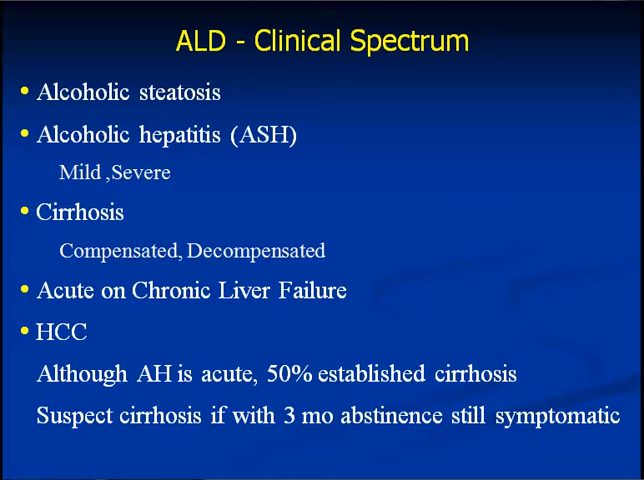 ALD - Clinical Spectrum
• Alcoholic steatosis
• Alcoholic hepatitis (ASH)
Mild ,Severe
• Cirrhosis
Compensated, Decompensated
• Acute on Chronic Liver Failure
• HCC
Although AH is acute, 50% established cirrhosis
Suspect cirrhosis if with 3 mo abstinence still symptomatic